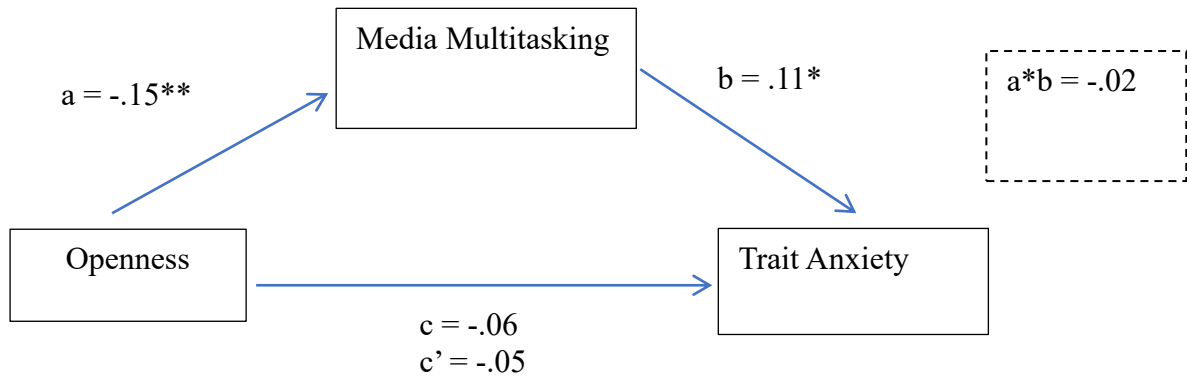 Media Multitasking
a = -.15**
b = .11*
a*b = -.02
Openness
Trait Anxiety
c = -.06
c’ = -.05